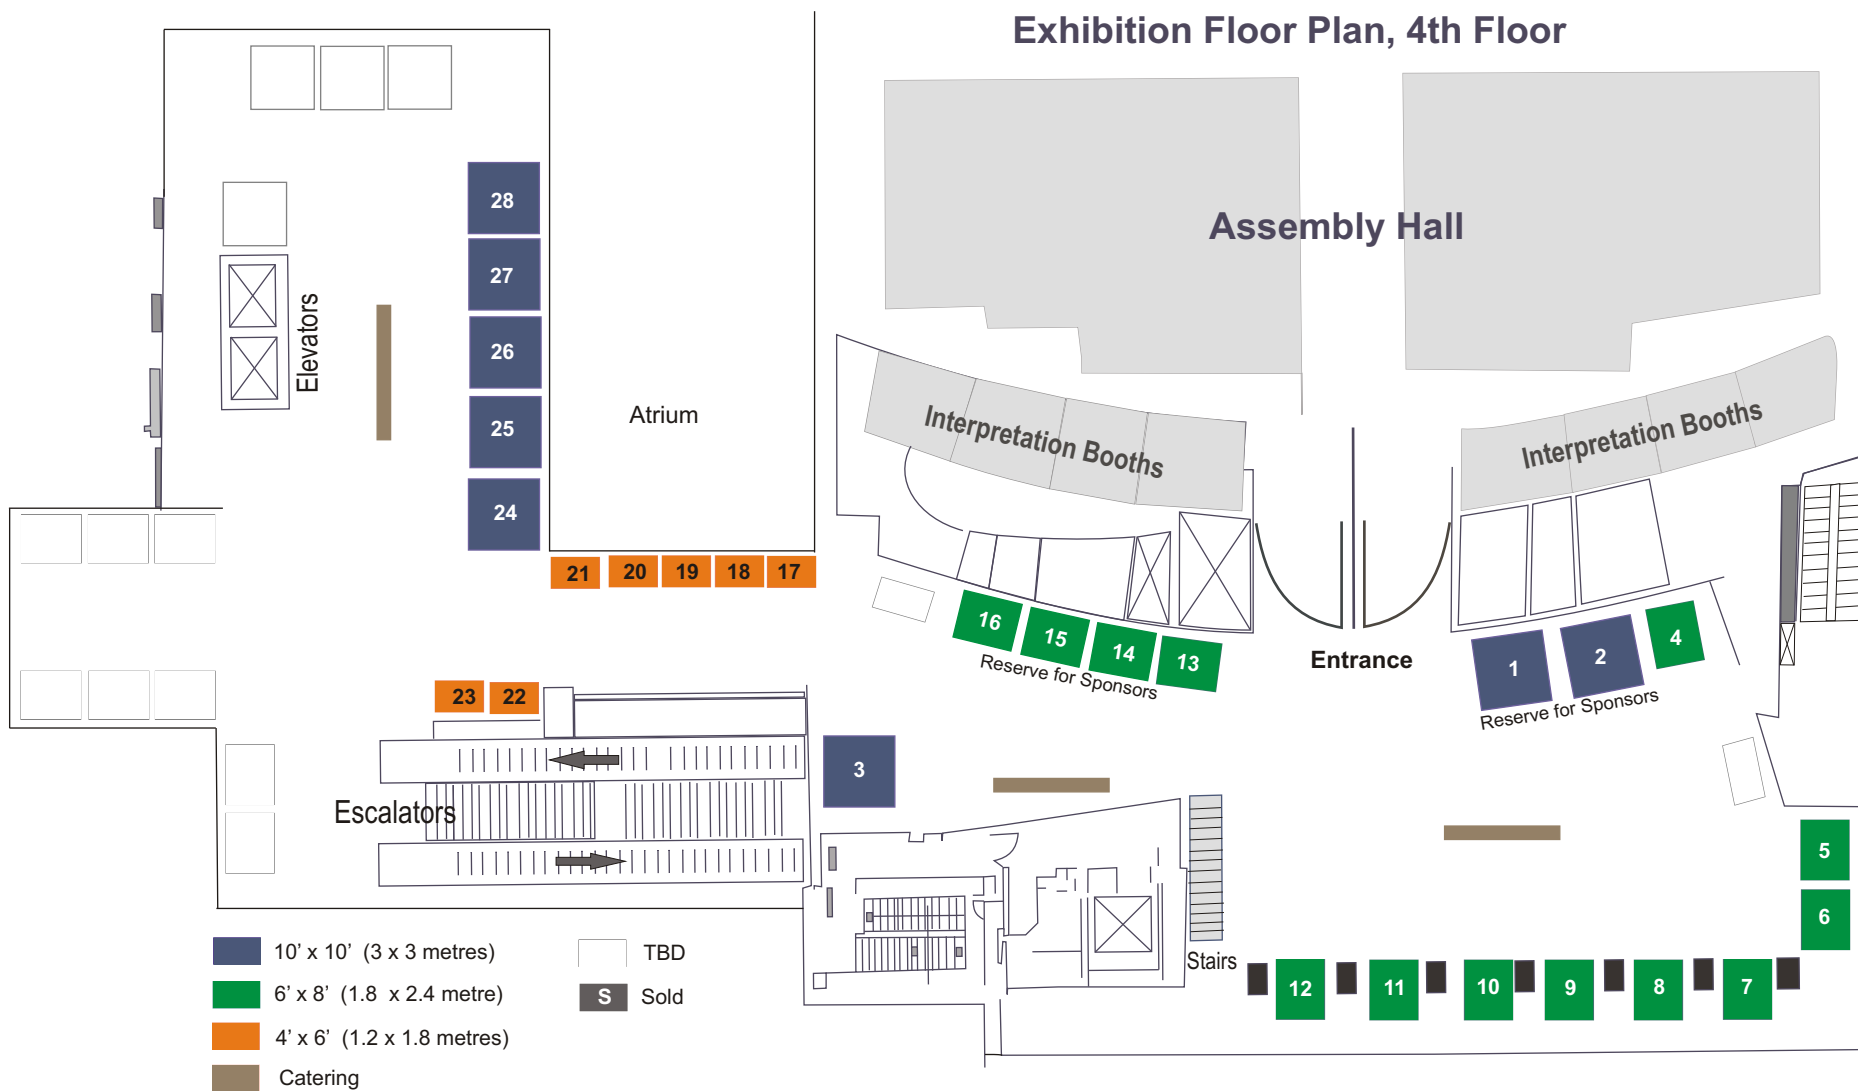 Exhibition Floor Plan, 4th Floor
Assembly Hall
28
27
26
25
24
Elevators
Atrium
Interpretation Booths
Interpretation Booths
21
20
19
18
17
16
15
14
13
Reserve for Sponsors
Entrance
1
2
4
Reserve for Sponsors
23
22
3
Escalators
5
6
Stairs
12
11
10
9
8
7
10’ x 10’ (3 x 3 metres)
6’ x 8’ (1.8 x 2.4 metre)
4’ x 6’ (1.2 x 1.8 metres)
Catering
TBD
S Sold